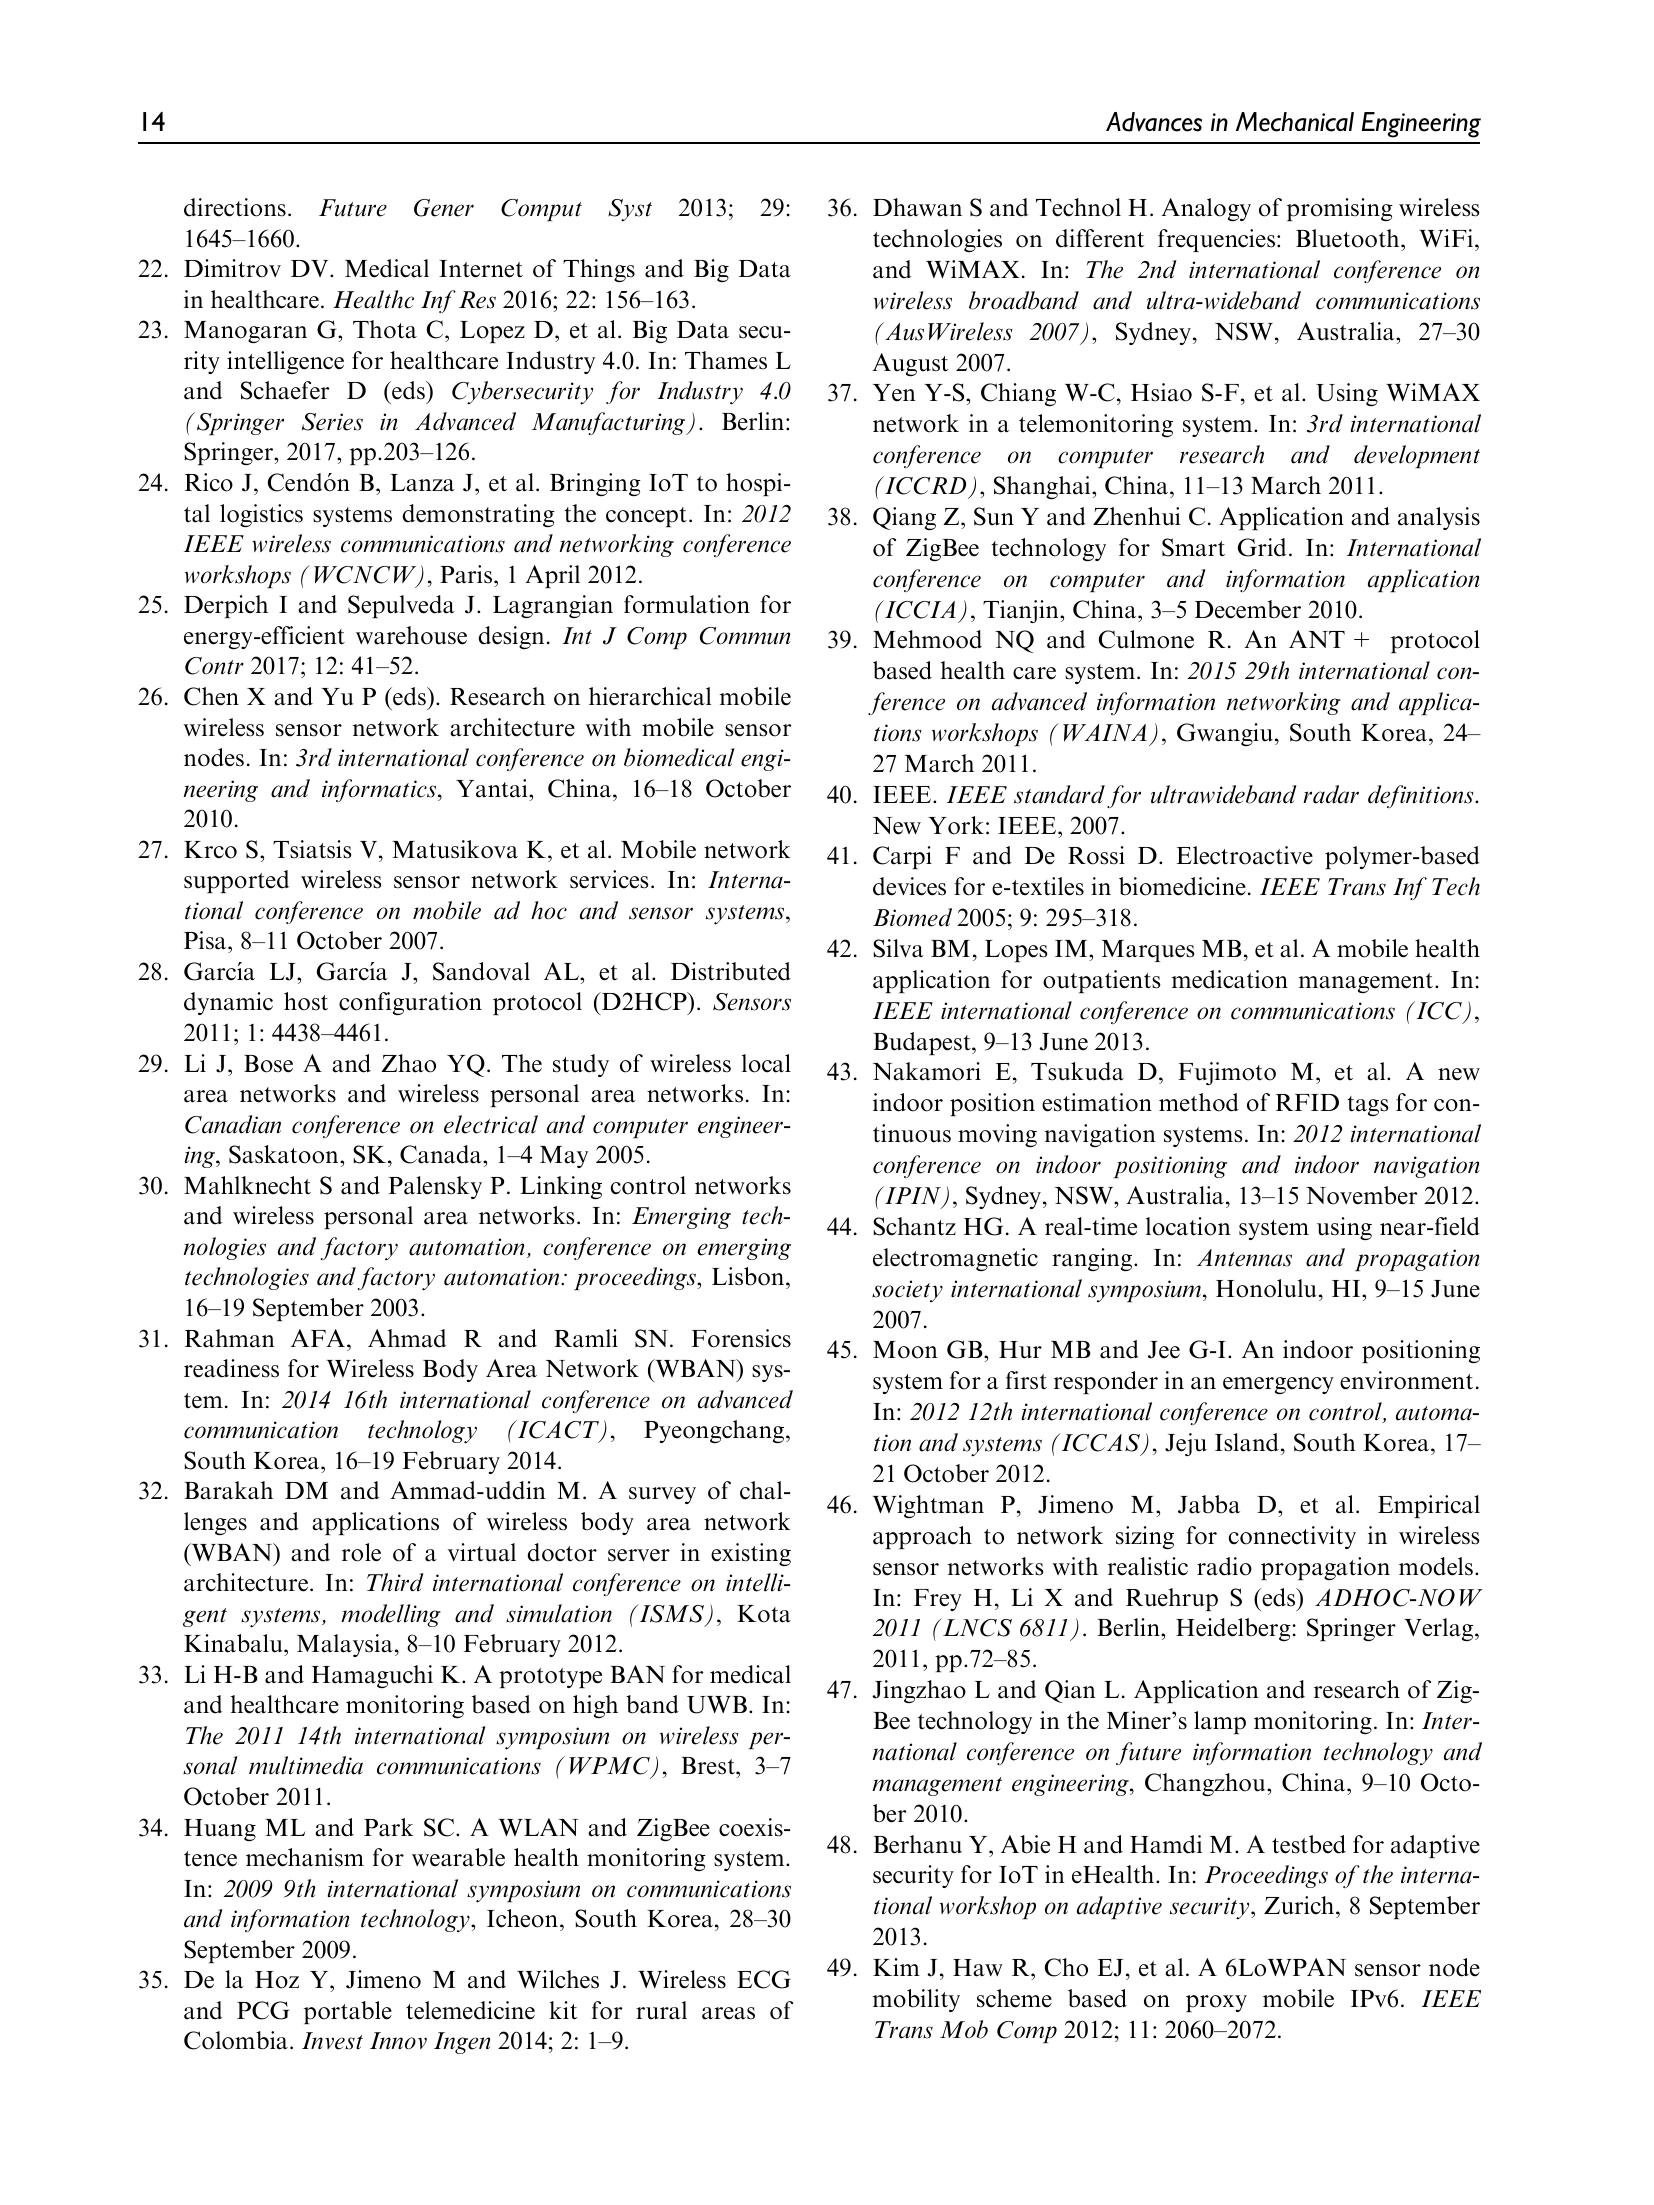 14
Advances in Mechanical Engineering
directions. Future Gener Comput Syst 2013; 29:
1645–1660.
22. Dimitrov DV. Medical Internet of Things and Big Data
in healthcare. Healthc Inf Res 2016; 22: 156–163.
23. Manogaran G, Thota C, Lopez D, et al. Big Data secu-
rity intelligence for healthcare Industry 4.0. In: Thames L
and Schaefer D (eds) Cybersecurity for Industry 4.0
(Springer Series in Advanced Manufacturing). Berlin:
Springer, 2017, pp.203–126.
24. Rico J, Cendón B, Lanza J, et al. Bringing IoT to hospi-
tal logistics systems demonstrating the concept. In: 2012
IEEE wireless communications and networking conference
workshops (WCNCW), Paris, 1 April 2012.
25. Derpich I and Sepulveda J. Lagrangian formulation for
energy-efficient warehouse design. Int J Comp Commun
Contr 2017; 12: 41–52.
26. Chen X and Yu P (eds). Research on hierarchical mobile
wireless sensor network architecture with mobile sensor
nodes. In: 3rd international conference on biomedical engi-
neering and informatics, Yantai, China, 16–18 October
2010.
27. Krco S, Tsiatsis V, Matusikova K, et al. Mobile network
supported wireless sensor network services. In: Interna-
tional conference on mobile ad hoc and sensor systems,
Pisa, 8–11 October 2007.
28. García LJ, García J, Sandoval AL, et al. Distributed
dynamic host configuration protocol (D2HCP). Sensors
2011; 1: 4438–4461.
29. Li J, Bose A and Zhao YQ. The study of wireless local
area networks and wireless personal area networks. In:
Canadian conference on electrical and computer engineer-
ing, Saskatoon, SK, Canada, 1–4 May 2005.
30. Mahlknecht S and Palensky P. Linking control networks
and wireless personal area networks. In: Emerging tech-
nologies and factory automation, conference on emerging
technologies and factory automation: proceedings, Lisbon,
16–19 September 2003.
31. Rahman AFA, Ahmad R and Ramli SN. Forensics
readiness for Wireless Body Area Network (WBAN) sys-
tem. In: 2014 16th international conference on advanced
communication technology (ICACT), Pyeongchang,
South Korea, 16–19 February 2014.
32. Barakah DM and Ammad-uddin M. A survey of chal-
lenges and applications of wireless body area network
(WBAN) and role of a virtual doctor server in existing
architecture. In: Third international conference on intelli-
gent systems, modelling and simulation (ISMS), Kota
Kinabalu, Malaysia, 8–10 February 2012.
33. Li H-B and Hamaguchi K. A prototype BAN for medical
and healthcare monitoring based on high band UWB. In:
The 2011 14th international symposium on wireless per-
sonal multimedia communications (WPMC), Brest, 3–7
October 2011.
34. Huang ML and Park SC. A WLAN and ZigBee coexis-
tence mechanism for wearable health monitoring system.
In: 2009 9th international symposium on communications
and information technology, Icheon, South Korea, 28–30
September 2009.
35. De la Hoz Y, Jimeno M and Wilches J. Wireless ECG
and PCG portable telemedicine kit for rural areas of
Colombia. Invest Innov Ingen 2014; 2: 1–9.
36. Dhawan S and Technol H. Analogy of promising wireless
technologies on different frequencies: Bluetooth, WiFi,
and WiMAX. In: The 2nd international conference on
wireless broadband and ultra-wideband communications
(AusWireless 2007), Sydney, NSW, Australia, 27–30
August 2007.
37. Yen Y-S, Chiang W-C, Hsiao S-F, et al. Using WiMAX
network in a telemonitoring system. In: 3rd international
conference on computer research and development
(ICCRD), Shanghai, China, 11–13 March 2011.
38. Qiang Z, Sun Y and Zhenhui C. Application and analysis
of ZigBee technology for Smart Grid. In: International
conference on computer and information application
(ICCIA), Tianjin, China, 3–5 December 2010.
39. Mehmood NQ and Culmone R. An ANT + protocol
based health care system. In: 2015 29th international con-
ference on advanced information networking and applica-
tions workshops (WAINA), Gwangiu, South Korea, 24–
27 March 2011.
40. IEEE. IEEE standard for ultrawideband radar definitions.
New York: IEEE, 2007.
41. Carpi F and De Rossi D. Electroactive polymer-based
devices for e-textiles in biomedicine. IEEE Trans Inf Tech
Biomed 2005; 9: 295–318.
42. Silva BM, Lopes IM, Marques MB, et al. A mobile health
application for outpatients medication management. In:
IEEE international conference on communications (ICC),
Budapest, 9–13 June 2013.
43. Nakamori E, Tsukuda D, Fujimoto M, et al. A new
indoor position estimation method of RFID tags for con-
tinuous moving navigation systems. In: 2012 international
conference on indoor positioning and indoor navigation
(IPIN), Sydney, NSW, Australia, 13–15 November 2012.
44. Schantz HG. A real-time location system using near-field
electromagnetic ranging. In: Antennas and propagation
society international symposium, Honolulu, HI, 9–15 June
2007.
45. Moon GB, Hur MB and Jee G-I. An indoor positioning
system for a first responder in an emergency environment.
In: 2012 12th international conference on control, automa-
tion and systems (ICCAS), Jeju Island, South Korea, 17–
21 October 2012.
46. Wightman P, Jimeno M, Jabba D, et al. Empirical
approach to network sizing for connectivity in wireless
sensor networks with realistic radio propagation models.
In: Frey H, Li X and Ruehrup S (eds) ADHOC-NOW
2011 (LNCS 6811). Berlin, Heidelberg: Springer Verlag,
2011, pp.72–85.
47. Jingzhao L and Qian L. Application and research of Zig-
Bee technology in the Miner's lamp monitoring. In: Inter-
national conference on future information technology and
management engineering, Changzhou, China, 9–10 Octo-
ber 2010.
48. Berhanu Y, Abie H and Hamdi M. A testbed for adaptive
security for IoT in eHealth. In: Proceedings of the interna-
tional workshop on adaptive security, Zurich, 8 September
2013.
49. Kim J, Haw R, Cho EJ, et al. A 6LoWPAN sensor node
mobility scheme based on proxy mobile IPv6. IEEE
Trans Mob Comp 2012; 11: 2060–2072.